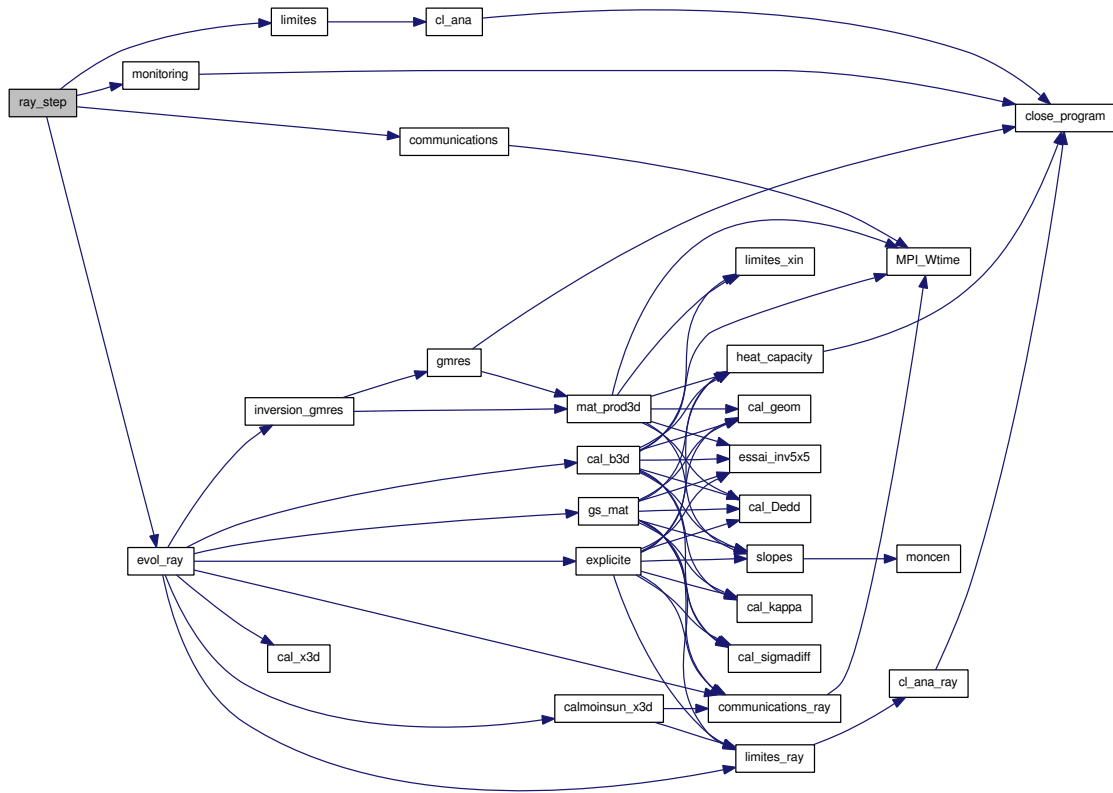 limites
cl_ana
monitoring
ray_step
close_program
communications
limites_xin
MPI_Wtime
gmres
heat_capacity
inversion_gmres
mat_prod3d
cal_geom
cal_b3d
essai_inv5x5
gs_mat
cal_Dedd
evol_ray
explicite
slopes
moncen
cal_kappa
cal_x3d
cal_sigmadiff
cl_ana_ray
calmoinsun_x3d
communications_ray
limites_ray